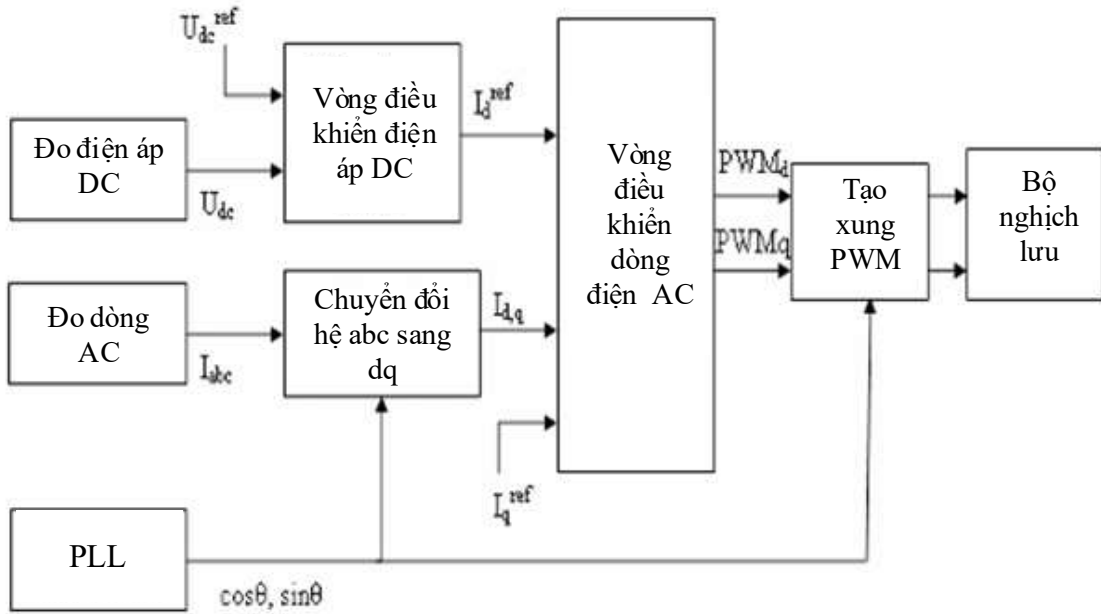 U_dc^ref
Vòng điều
khiển điện
áp DC
I_d^ref
Đo điện áp
DC
U_dc
Vòng
điều
khiển
dòng
điện AC
PWM_d
PWMq
Tạo
xung
PWM
Bộ
nghịch
lưu
Đo dòng
AC
I_abc
Chuyển đổi
hệ abc sang
dq
I_d,q
I_q^ref
PLL
cosθ, sinθ